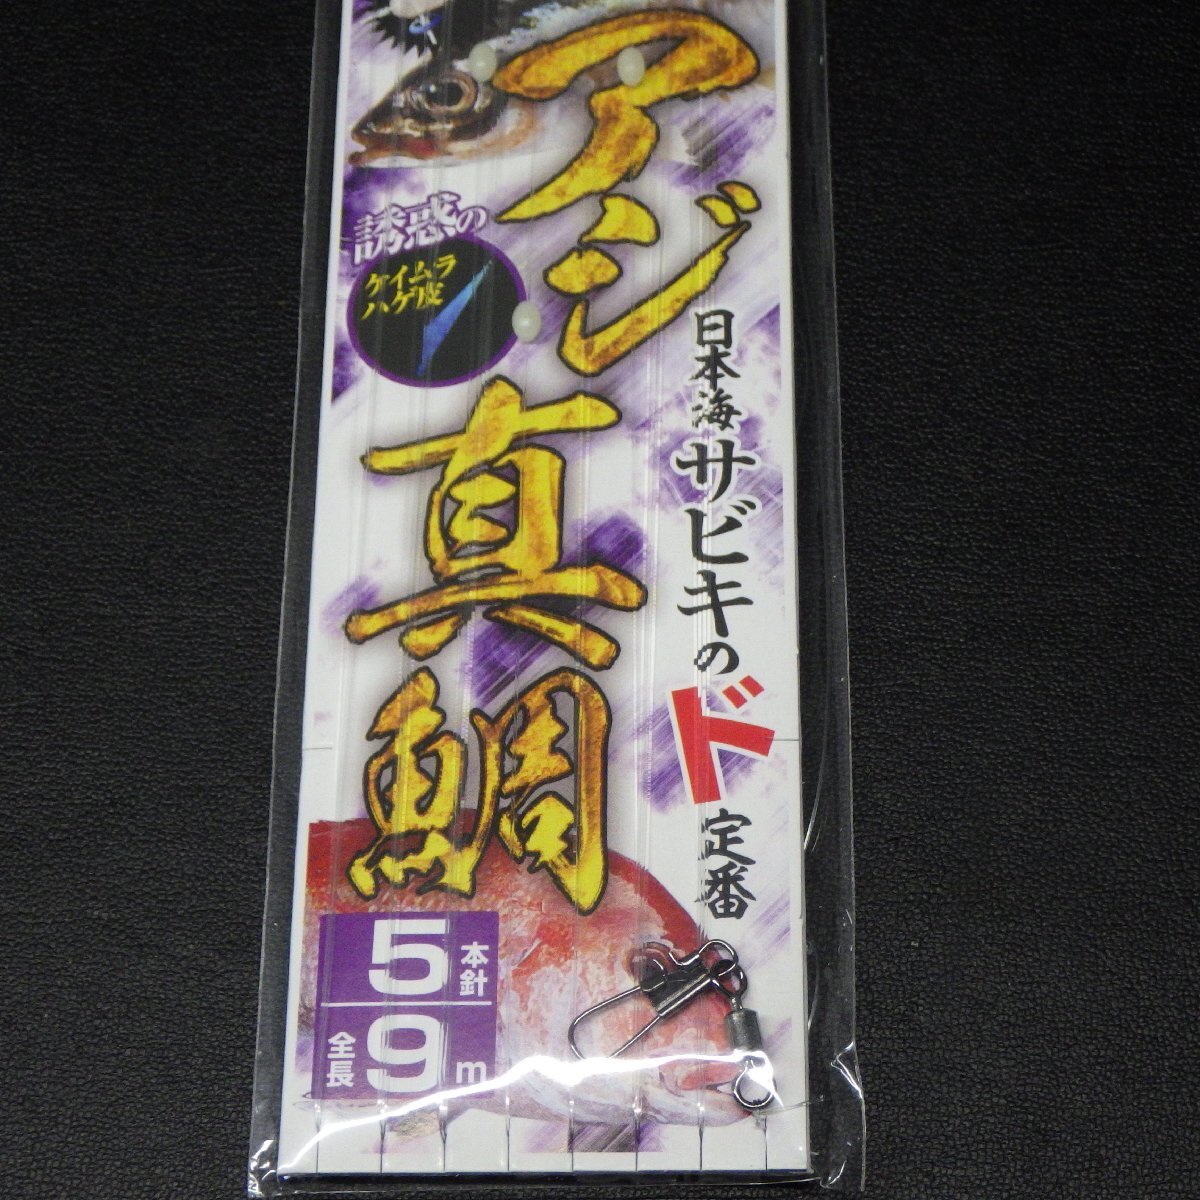 アジ
真鯛
誘惑の
ケイムラ
ハゲ皮
日本海サビキのド定番
5本針
全長9m